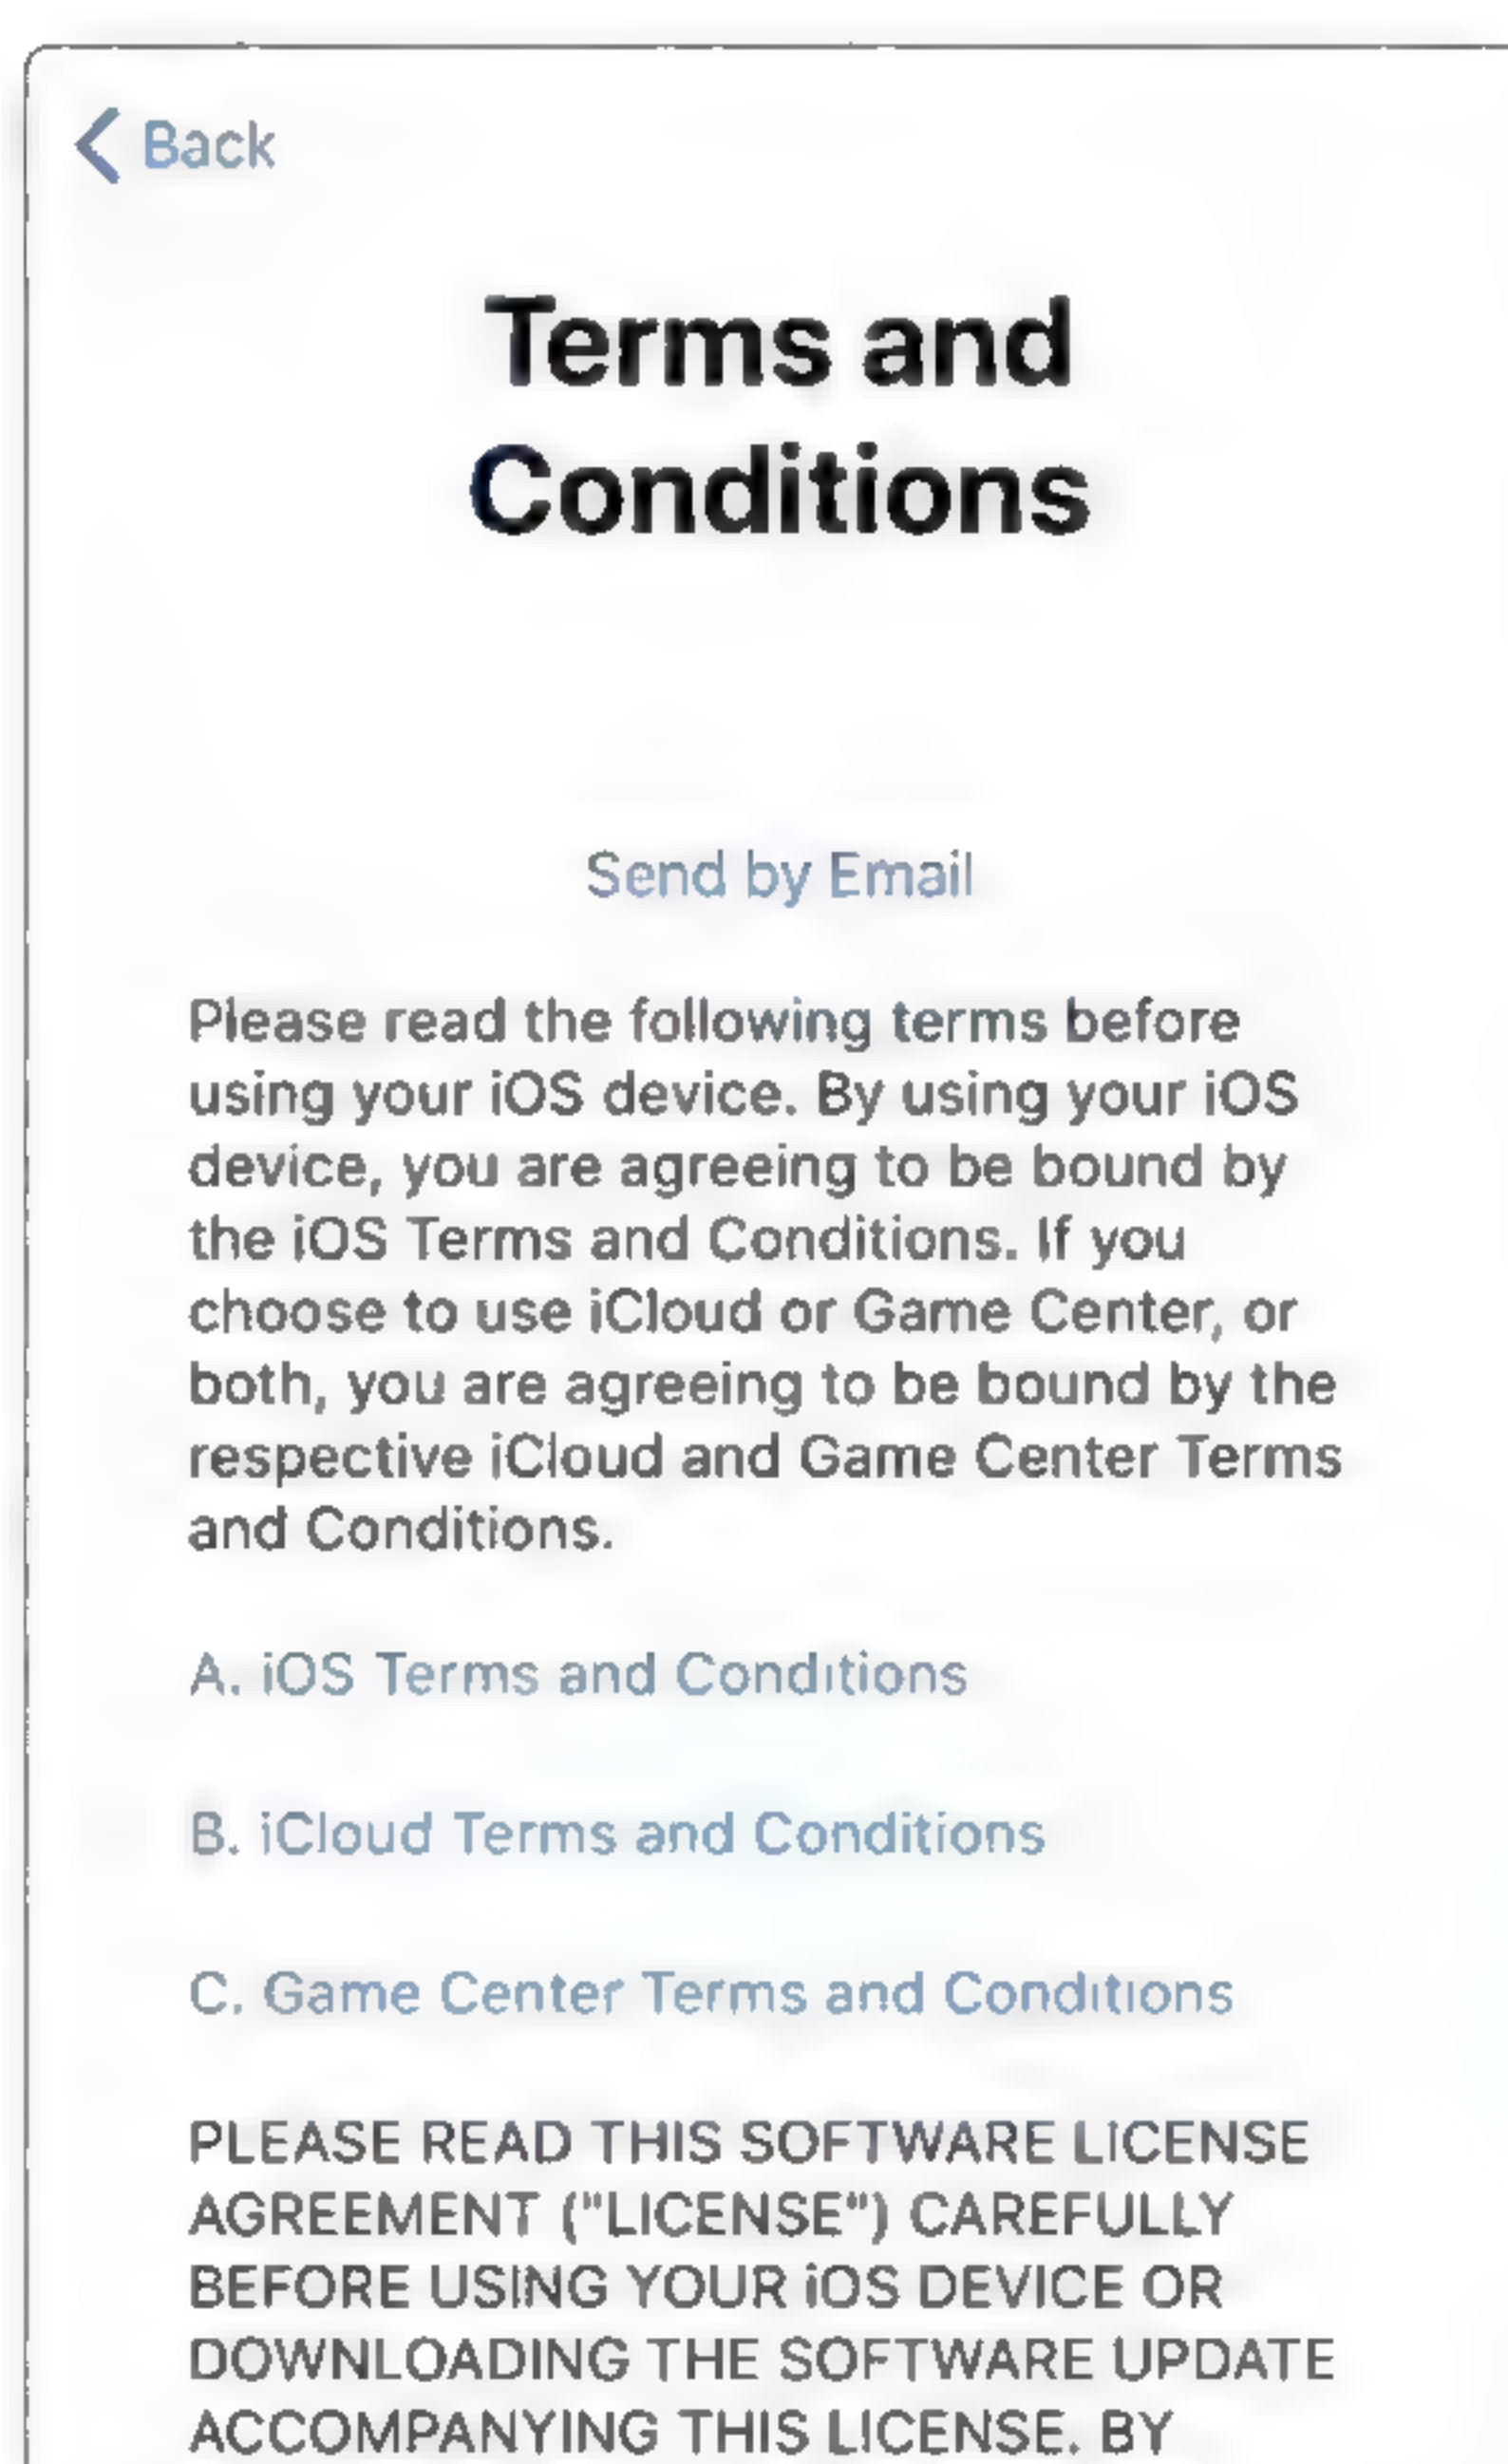 Back
Terms and
Conditions
Send by Email
Please read the following terms before
using your iOS device. By using your iOS
device, you are agreeing to be bound by
the iOS Terms and Conditions. If you
choose to use iCloud or Game Center, or
both, you are agreeing to be bound by the
respective iCloud and Game Center Terms
and Conditions.
A. iOS Terms and Conditions
B. iCloud Terms and Conditions
C. Game Center Terms and Conditions
PLEASE READ THIS SOFTWARE LICENSE
AGREEMENT ("LICENSE") CAREFULLY
BEFORE USING YOUR iOS DEVICE OR
DOWNLOADING THE SOFTWARE UPDATE
ACCOMPANYING THIS LICENSE. BY